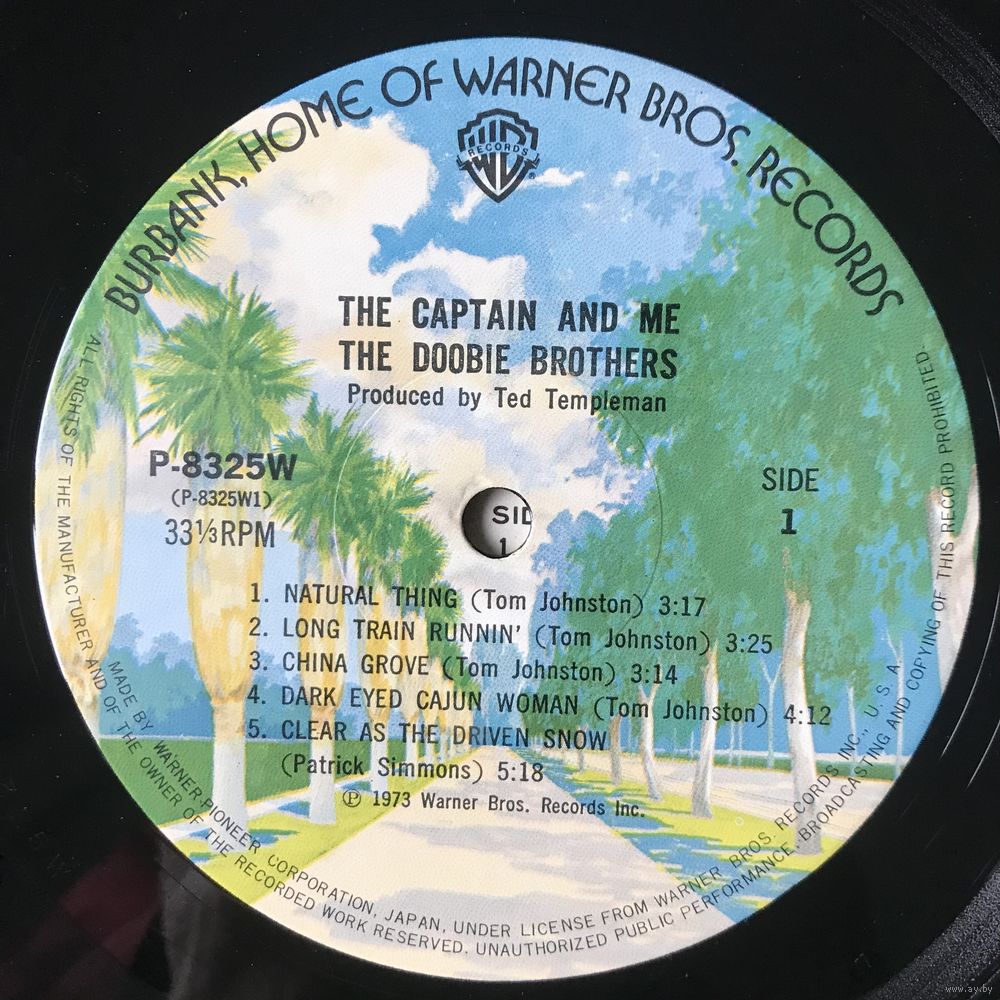 BURBANK, HOME OF WARNER BROS. RECORDS
RECORDS
®
THE CAPTAIN AND ME
THE DOOBIE BROTHERS
Produced by Ted Templeman
P-8325W
(P-8325W1)
33⅓RPM
SIDE
1
SID
1
1. NATURAL THING (Tom Johnston) 3:17
2. LONG TRAIN RUNNIN' (Tom Johnston) 3:25
3. CHINA GROVE (Tom Johnston) 3:14
4. DARK EYED CAJUN WOMAN (Tom Johnston) 4:12
5. CLEAR AS THE DRIVEN SNOW
(Patrick Simmons) 5:18
℗ 1973 Warner Bros. Records Inc.
MADE BY WARNER-PIONEER CORPORATION, JAPAN, UNDER LICENSE FROM WARNER BROS. RECORDS INC., U.S.A.
ALL RIGHTS OF THE MANUFACTURER AND OF THE OWNER OF THE RECORDED WORK RESERVED. UNAUTHORIZED PUBLIC PERFORMANCE, BROADCASTING AND COPYING OF THIS RECORD PROHIBITED.
www.ay.by